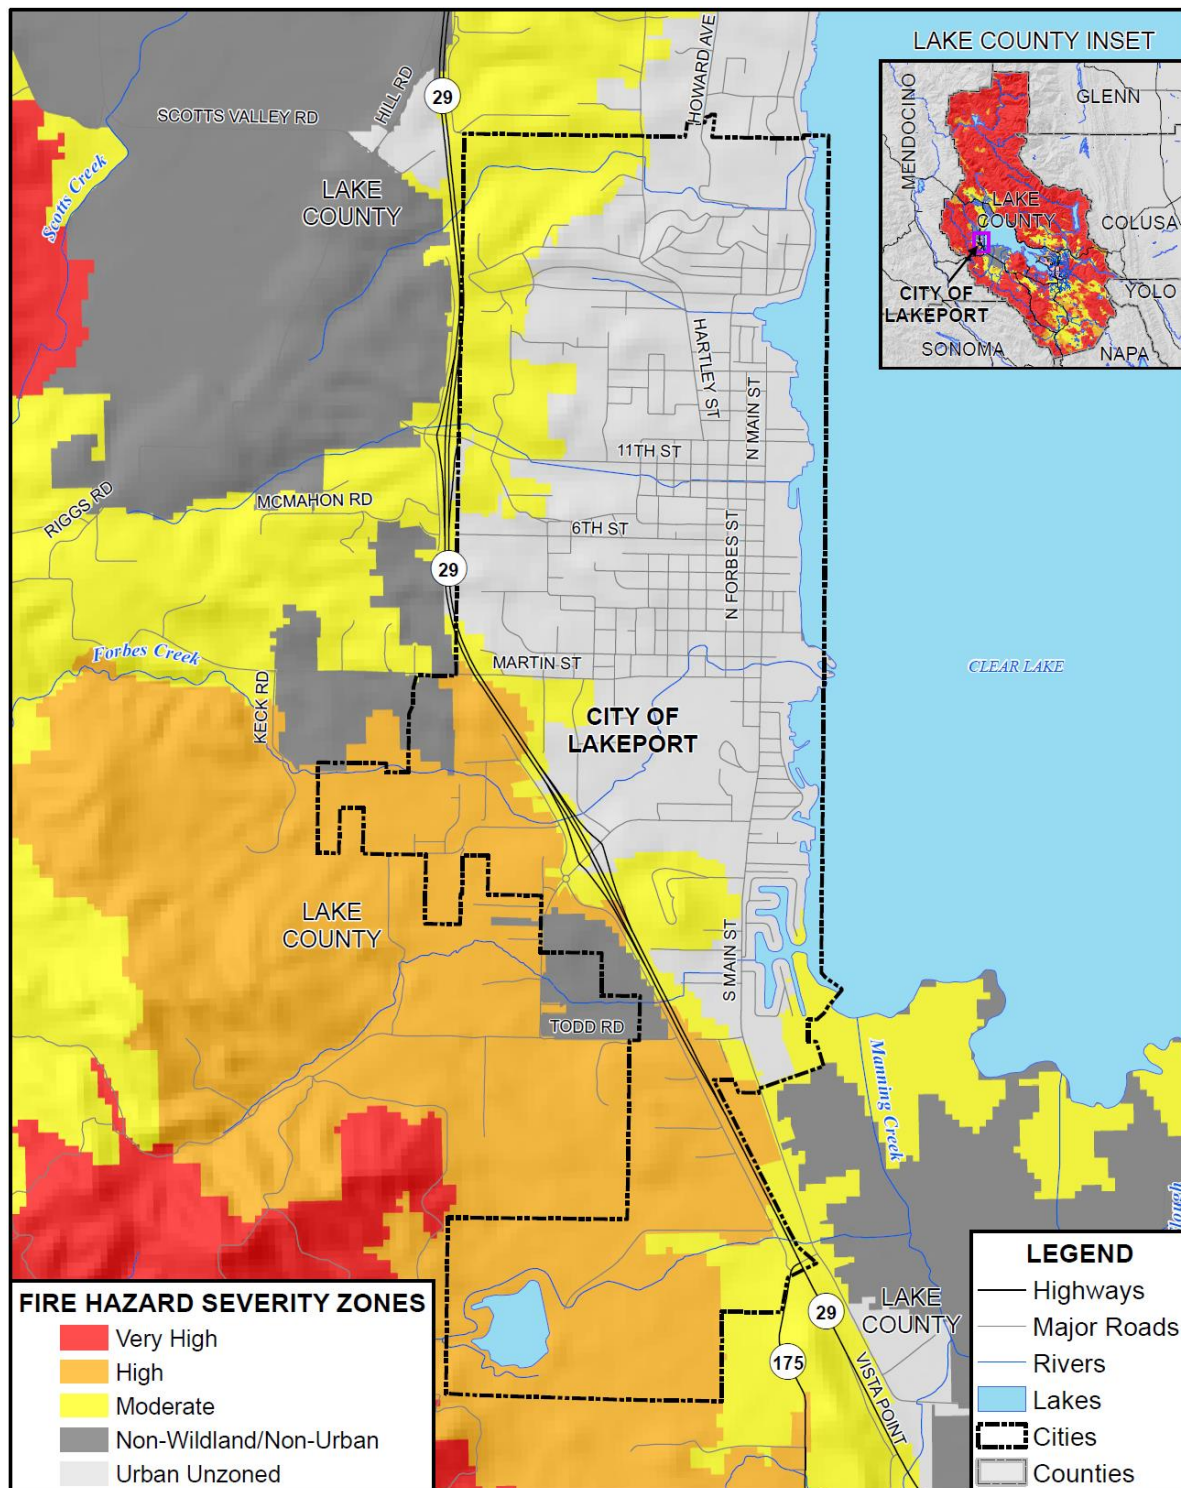 LAKE COUNTY INSET
MENDOCINO
GLENN
LAKE
COUNTY
COLUSA
CITY OF
LAKEPORT
YOLO
SONOMA
NAPA
HOWARD AVE
HILL RD
29
SCOTTS VALLEY RD
Scotts Creek
LAKE
COUNTY
HARTLEY ST
N MAIN ST
11TH ST
RIGGS RD
MCMAHON RD
6TH ST
N FORBES ST
29
Forbes Creek
MARTIN ST
CLEAR LAKE
KECK RD
CITY OF
LAKEPORT
LAKE
COUNTY
S MAIN ST
TODD RD
Manning Creek
LAKE
COUNTY
29
175
VISTA POINT
FIRE HAZARD SEVERITY ZONES
Very High
High
Moderate
Non-Wildland/Non-Urban
Urban Unzoned
LEGEND
Highways
Major Roads
Rivers
Lakes
Cities
Counties